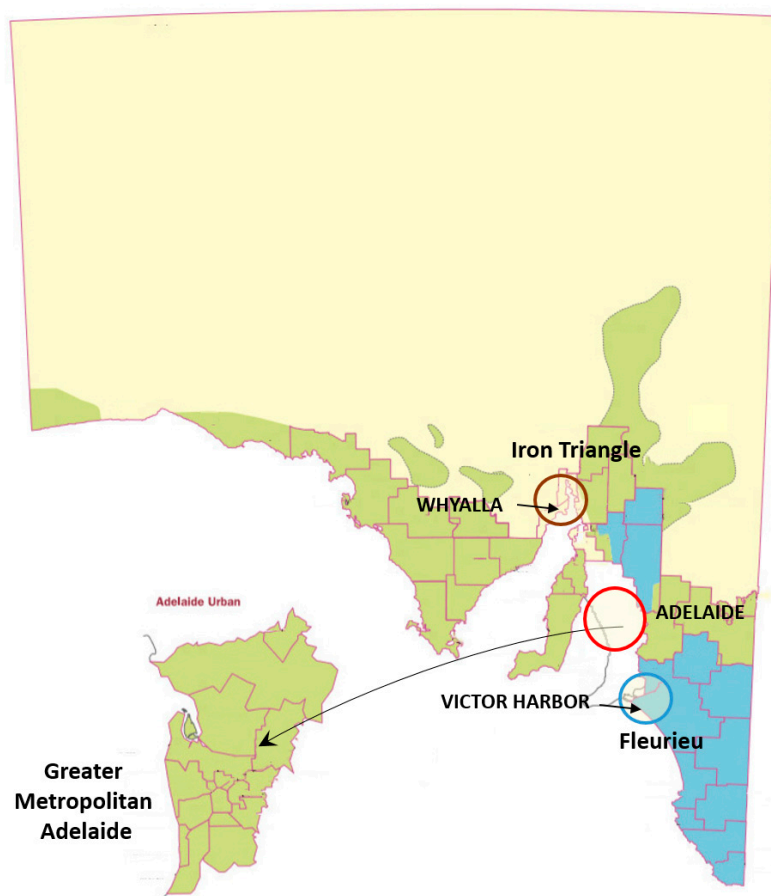 Iron Triangle
WHYALLA
Adelaide Urban
ADELAIDE
VICTOR HARBOR
Fleurieu
Greater
Metropolitan
Adelaide